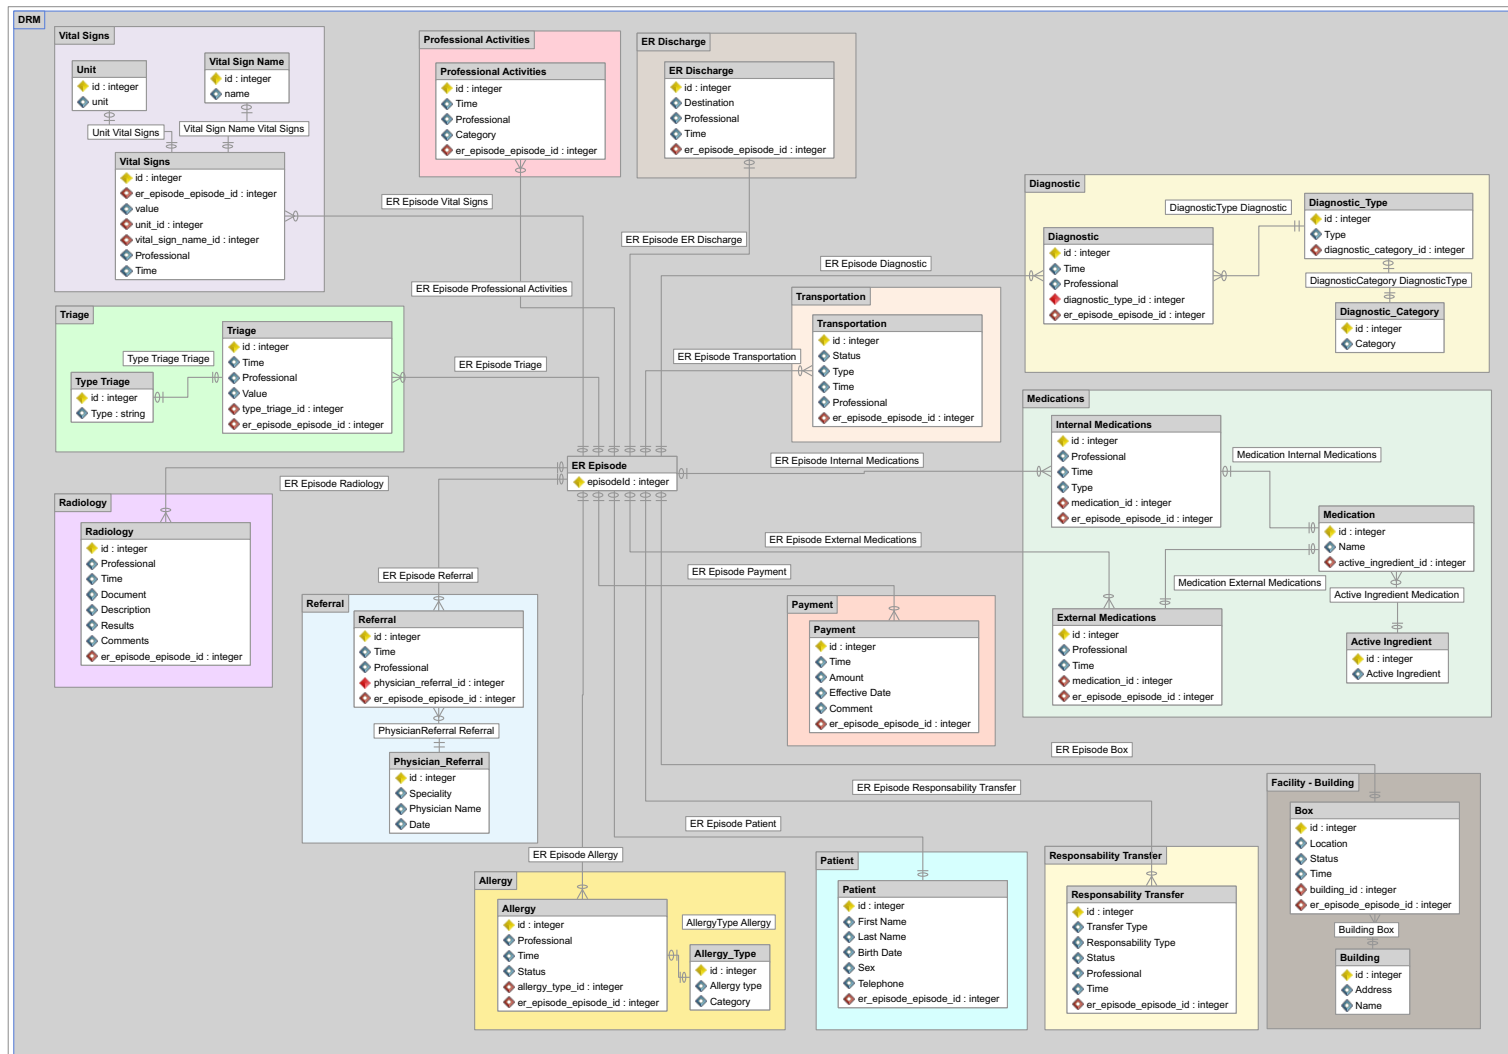 DRM
Vital Signs
Unit
id : integer
unit
Vital Sign Name
id : integer
name
Unit Vital Signs
Vital Sign Name Vital Signs
Vital Signs
id : integer
er_episode_episode_id : integer
value
unit_id : integer
vital_sign_name_id : integer
Professional
Time
ER Episode Vital Signs
Professional Activities
Professional Activities
id : integer
Time
Professional
Category
er_episode_episode_id : integer
ER Episode Professional Activities
ER Discharge
ER Discharge
id : integer
Destination
Professional
Time
er_episode_episode_id : integer
ER Episode ER Discharge
Diagnostic
DiagnosticType Diagnostic
Diagnostic_Type
id : integer
Type
diagnostic_category_id : integer
Diagnostic
id : integer
Time
Professional
diagnostic_type_id : integer
er_episode_episode_id : integer
DiagnosticCategory DiagnosticType
Diagnostic_Category
id : integer
Category
ER Episode Diagnostic
Triage
Type Triage Triage
Type Triage
id : integer
Type : string
Triage
id : integer
Time
Professional
Value
type_triage_id : integer
er_episode_episode_id : integer
ER Episode Triage
Transportation
Transportation
id : integer
Status
Type
Time
Professional
er_episode_episode_id : integer
ER Episode Transportation
ER Episode
episodeId : integer
Medications
Internal Medications
id : integer
Professional
Time
Type
medication_id : integer
er_episode_episode_id : integer
ER Episode Internal Medications
Medication Internal Medications
Medication
id : integer
Name
active_ingredient_id : integer
ER Episode External Medications
Medication External Medications
Active Ingredient Medication
External Medications
id : integer
Professional
Time
medication_id : integer
er_episode_episode_id : integer
Active Ingredient
id : integer
Active Ingredient
ER Episode Radiology
Radiology
Radiology
id : integer
Professional
Time
Document
Description
Results
Comments
er_episode_episode_id : integer
ER Episode Referral
Referral
Referral
id : integer
Time
Professional
physician_referral_id : integer
er_episode_episode_id : integer
PhysicianReferral Referral
Physician_Referral
id : integer
Speciality
Physician Name
Date
ER Episode Payment
Payment
Payment
id : integer
Time
Amount
Effective Date
Comment
er_episode_episode_id : integer
ER Episode Box
Facility - Building
Box
id : integer
Location
Status
Time
building_id : integer
er_episode_episode_id : integer
Building Box
Building
id : integer
Address
Name
ER Episode Responsability Transfer
ER Episode Patient
ER Episode Allergy
Allergy
Allergy
id : integer
Professional
Time
Status
allergy_type_id : integer
er_episode_episode_id : integer
AllergyType Allergy
Allergy_Type
id : integer
Allergy type
Category
Patient
Patient
id : integer
First Name
Last Name
Birth Date
Sex
Telephone
er_episode_episode_id : integer
Responsability Transfer
Responsability Transfer
id : integer
Transfer Type
Responsability Type
Status
Professional
Time
er_episode_episode_id : integer